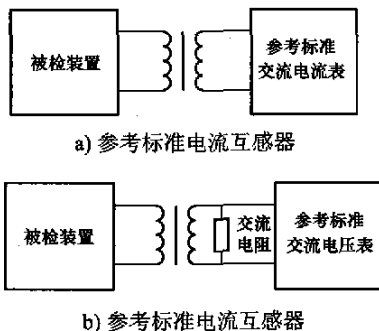 被检装置
参考标准
交流电流表
a) 参考标准电流互感器
被检装置
交流
电阻
参考标准
交流电压表
b) 参考标准电流互感器